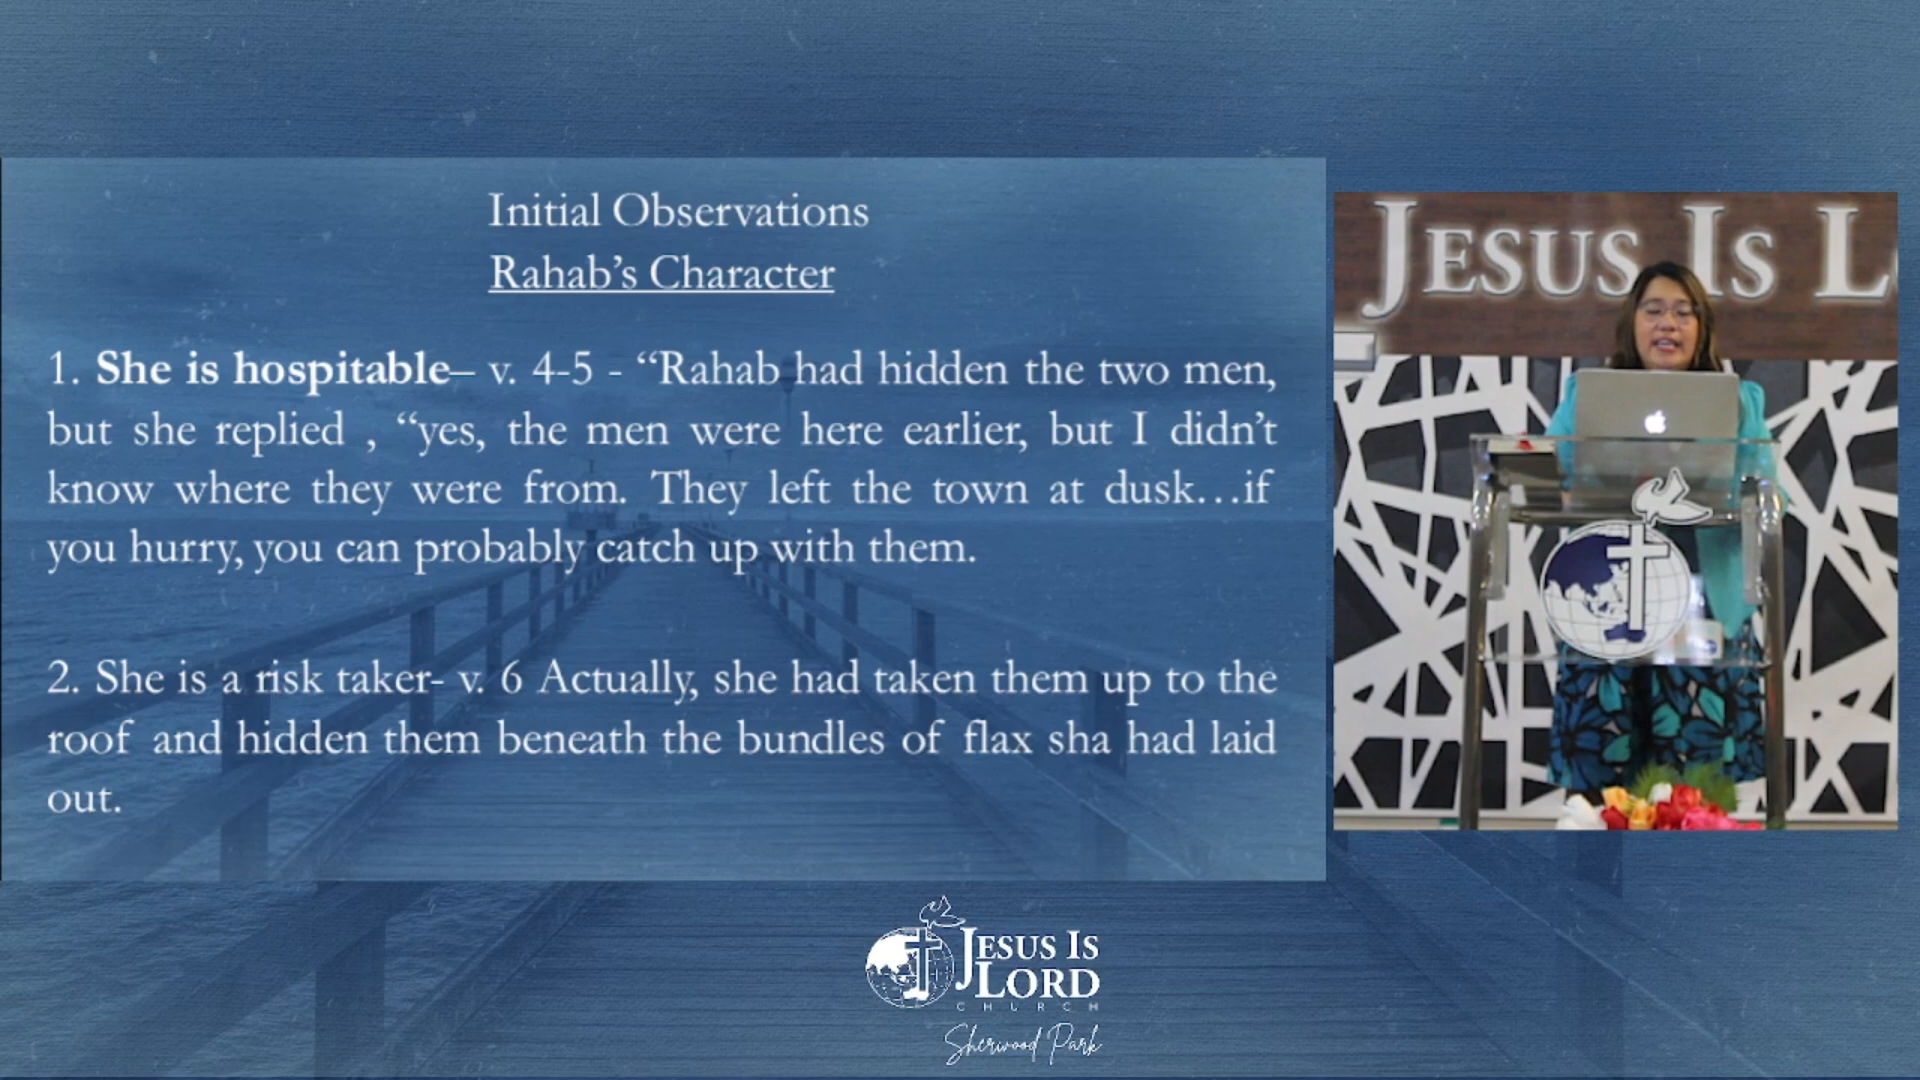 Initial Observations
Rahab’s Character
1. She is hospitable– v. 4-5 - “Rahab had hidden the two men,
but she replied , “yes, the men were here earlier, but I didn’t
know where they were from. They left the town at dusk…if
you hurry, you can probably catch up with them.
2. She is a risk taker- v. 6 Actually, she had taken them up to the
roof and hidden them beneath the bundles of flax sha had laid
out.
JESUS IS L
JESUS IS
LORD
CHURCH
Sherwood Park